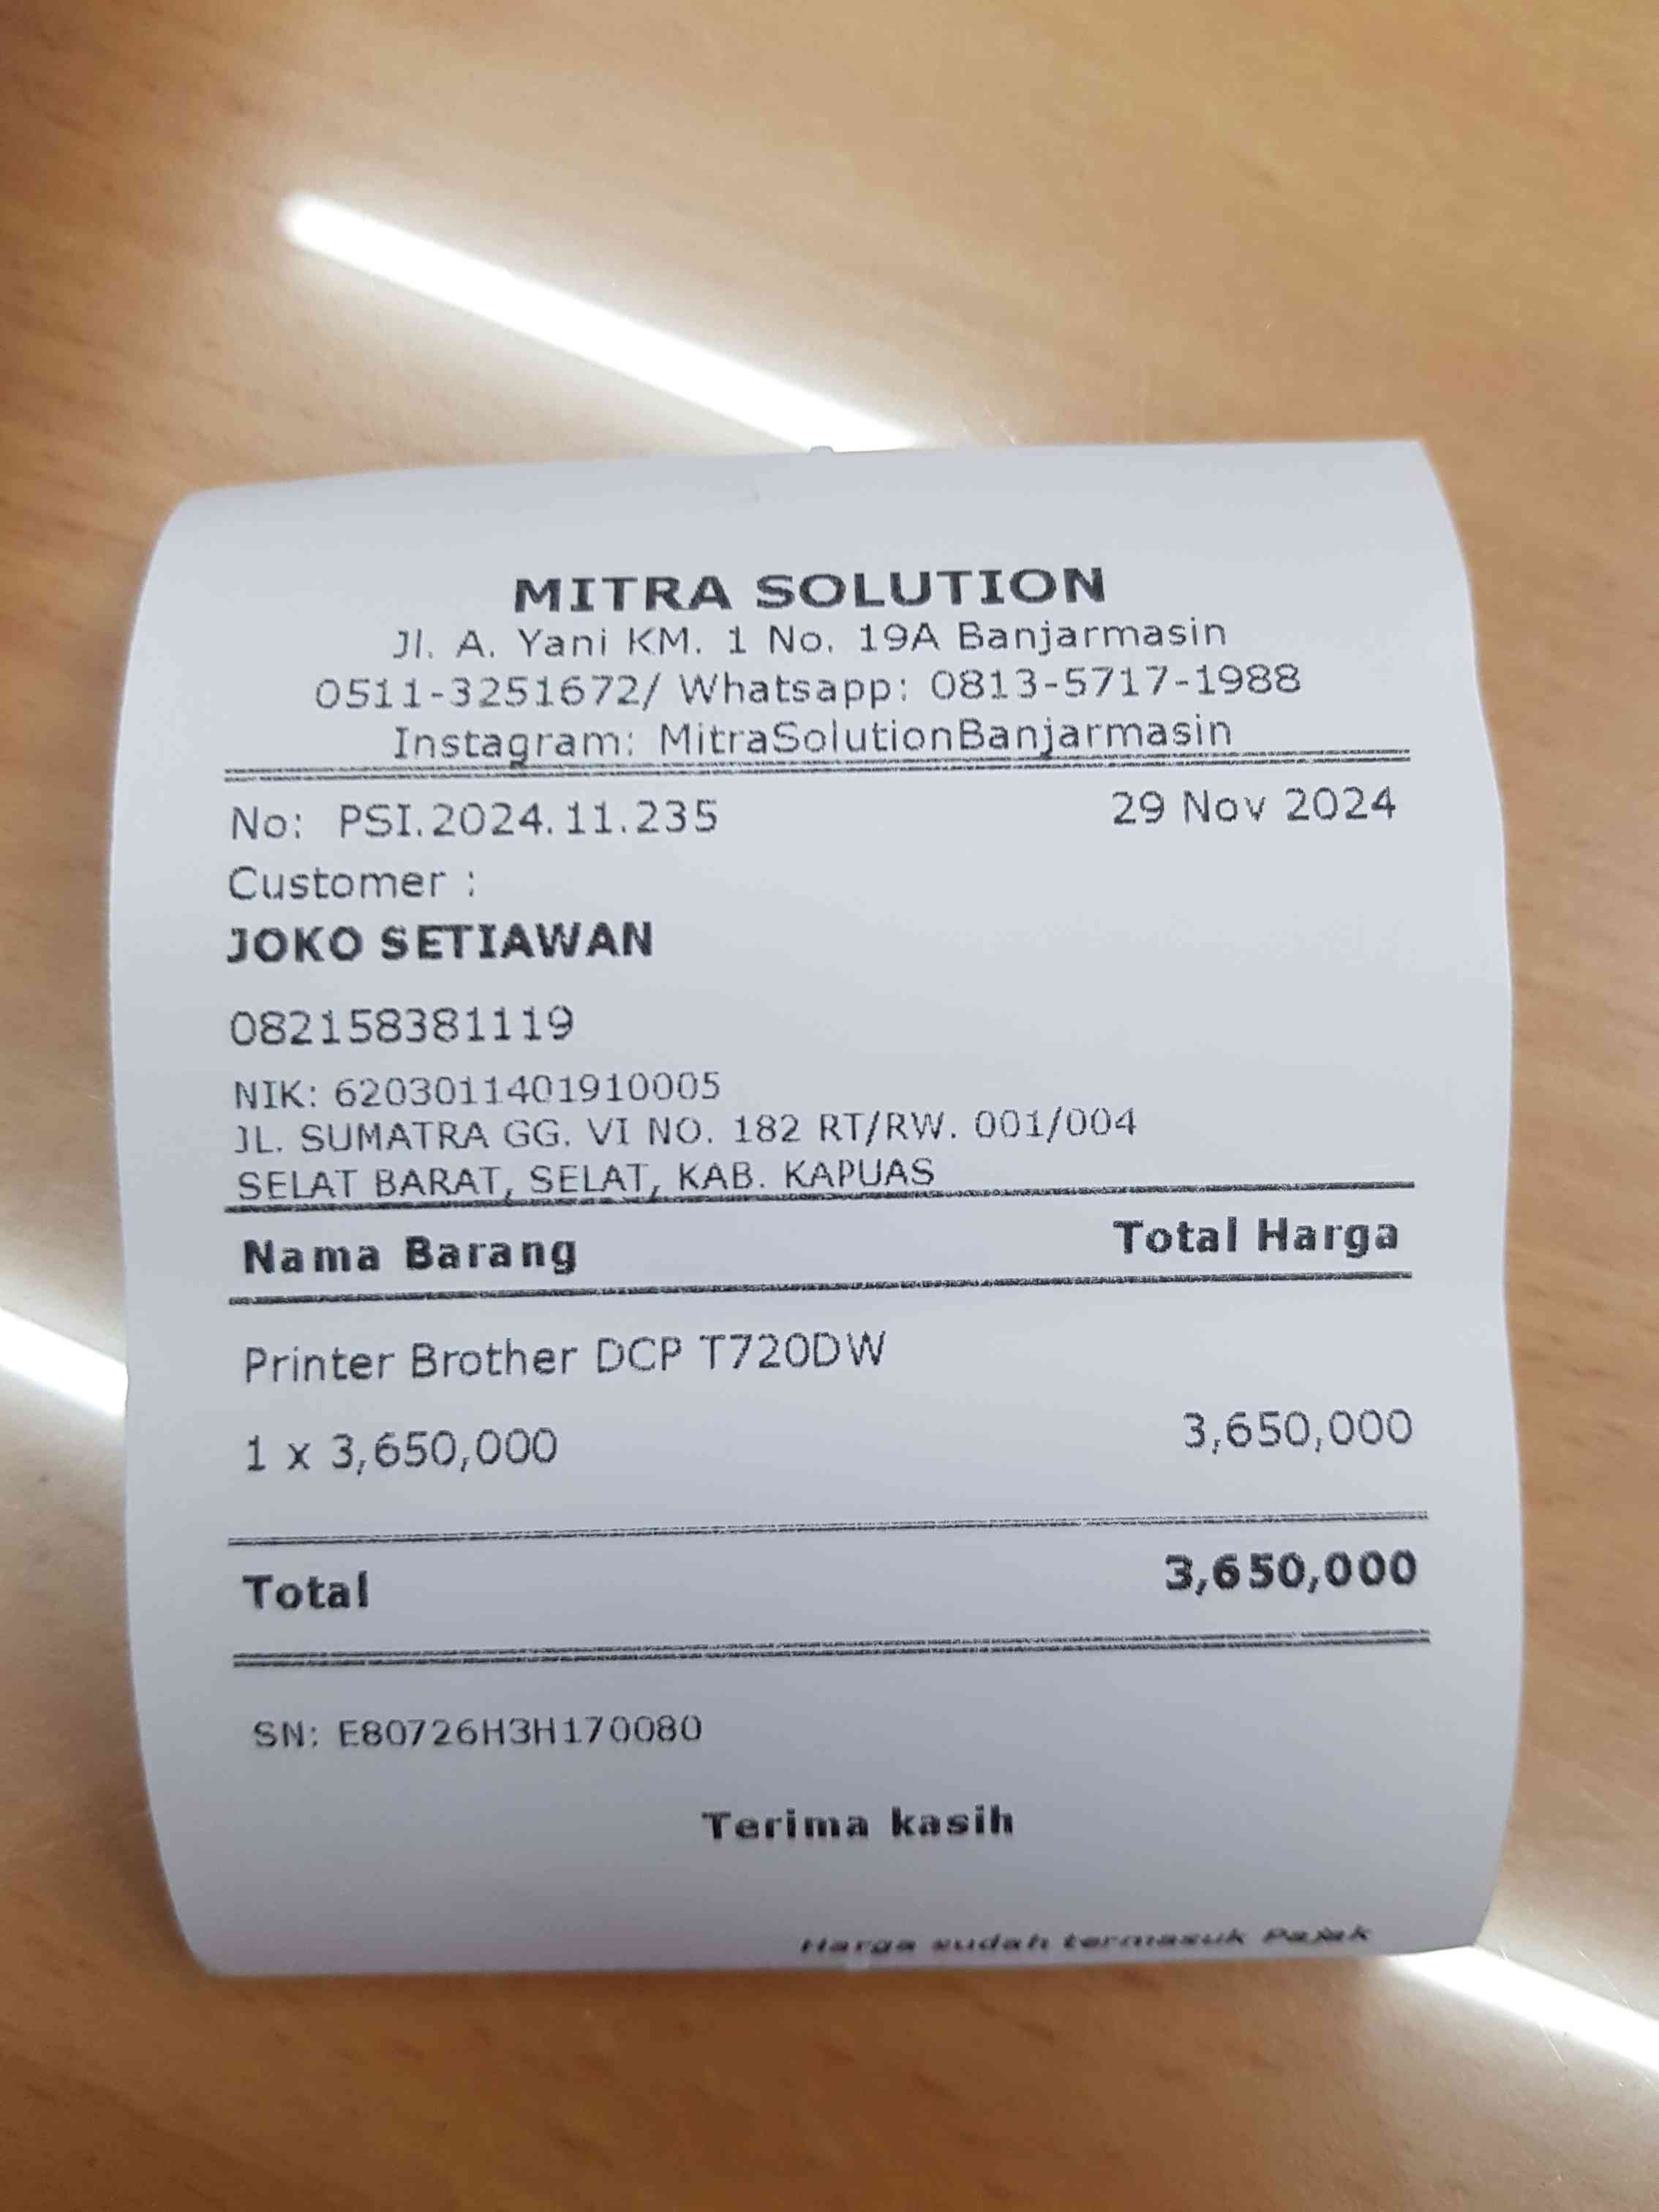 MITRA SOLUTION
Jl. A. Yani KM. 1 No. 19A Banjarmasin
0511-3251672/ Whatsapp: 0813-5717-1988
Instagram: MitraSolutionBanjarmasin
No: PSI.2024.11.235 29 Nov 2024
Customer :
JOKO SETIAWAN
082158381119
NIK: 6203011401910005
JL. SUMATRA GG. VI NO. 182 RT/RW. 001/004
SELAT BARAT, SELAT, KAB. KAPUAS
Nama Barang Total Harga
Printer Brother DCP T720DW
1 x 3,650,000 3,650,000
Total 3,650,000
SN: E80726H3H170080
Terima kasih
Harga sudah termasuk Pajak